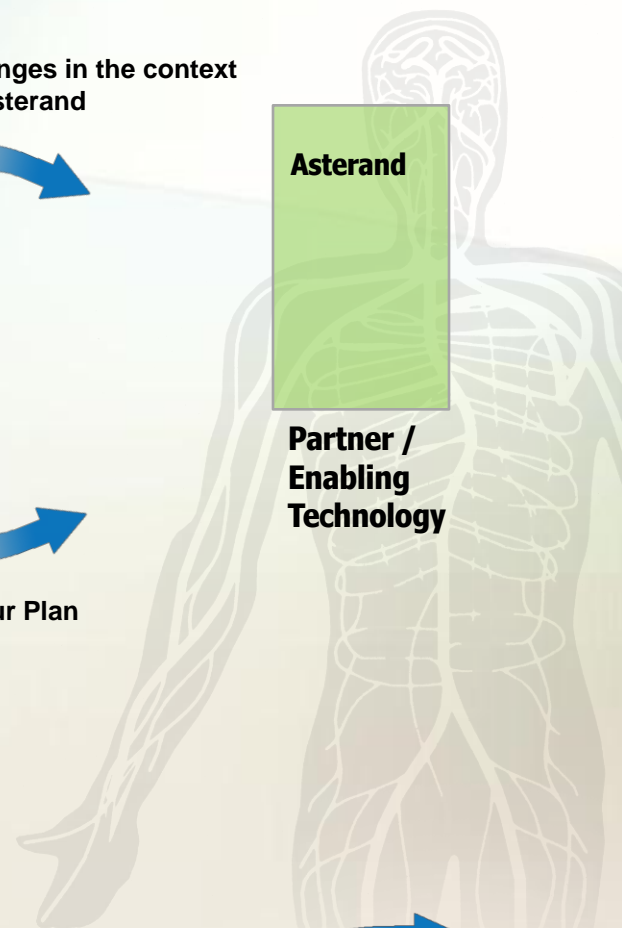 nges in the context
sterand
Asterand
Partner /
Enabling
Technology
ur Plan